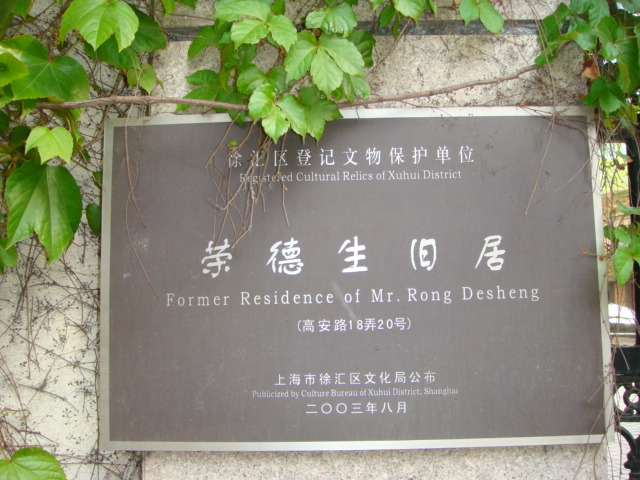 徐汇区登记文物保护单位
Registered Cultural Relics of Xuhui District
荣德生旧居
Former Residence of Mr. Rong Desheng
(高安路18弄20号)
上海市徐汇区文化局公布
Publicized by Culture Bureau of Xuhui District, Shanghai
二〇〇三年八月